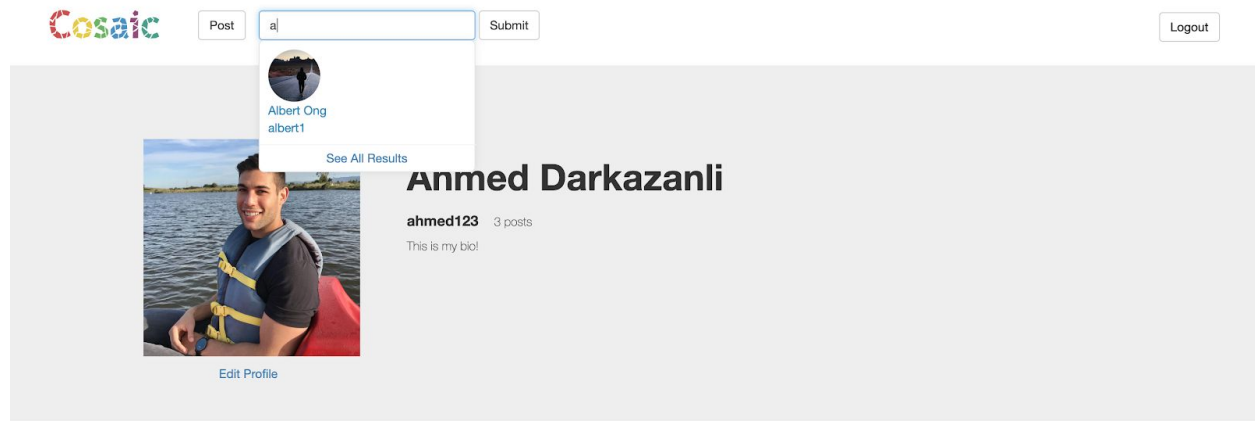 Cosaic
Post
a
Submit
Logout
Albert Ong
albert1
See All Results
Ahmed Darkazanli
ahmed123 3 posts
This is my bio!
Edit Profile